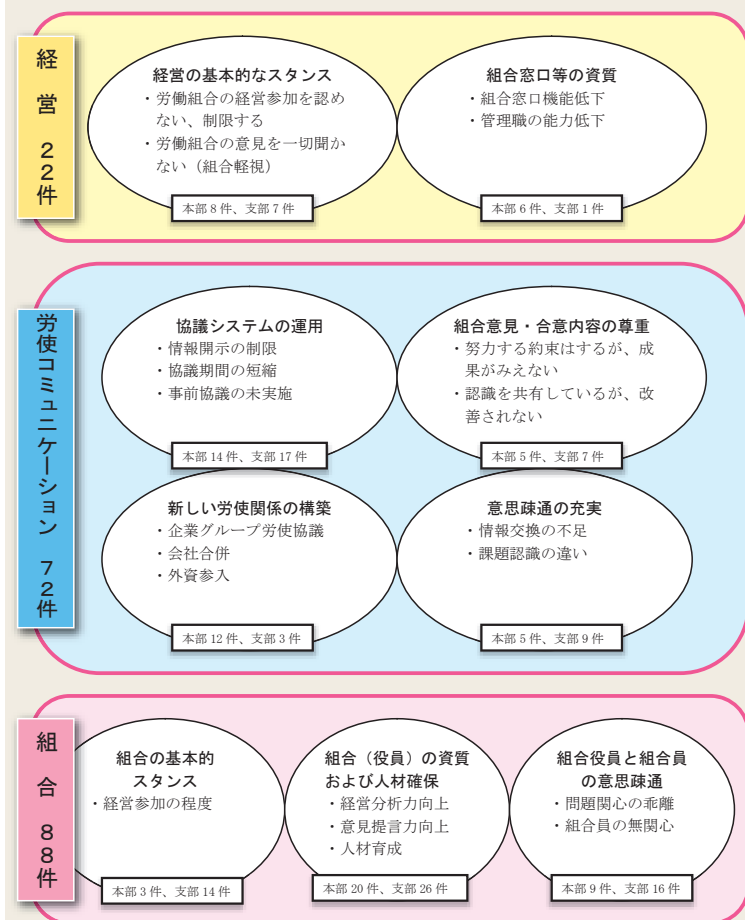 経営 22件
経営の基本的なスタンス
・労働組合の経営参加を認め
ない、制限する
・労働組合の意見を一切聞か
ない（組合軽視）
本部8件、支部7件
組合窓口等の資質
・組合窓口機能低下
・管理職の能力低下
本部6件、支部1件
労使コミュニケーション 72件
協議システムの運用
・情報開示の制限
・協議期間の短縮
・事前協議の未実施
本部14件、支部17件
組合意見・合意内容の尊重
・努力する約束はするが、成
果がみえない
・認識を共有しているが、改
善されない
本部5件、支部7件
新しい労使関係の構築
・企業グループ労使協議
・会社合併
・外資参入
本部12件、支部3件
意思疎通の充実
・情報交換の不足
・課題認識の違い
本部5件、支部9件
組合 88件
組合の基本的
スタンス
・経営参加の程度
本部3件、支部14件
組合（役員）の資質
および人材確保
・経営分析力向上
・意見提言力向上
・人材育成
本部20件、支部26件
組合役員と組合員
の意思疎通
・問題関心の乖離
・組合員の無関心
本部9件、支部16件